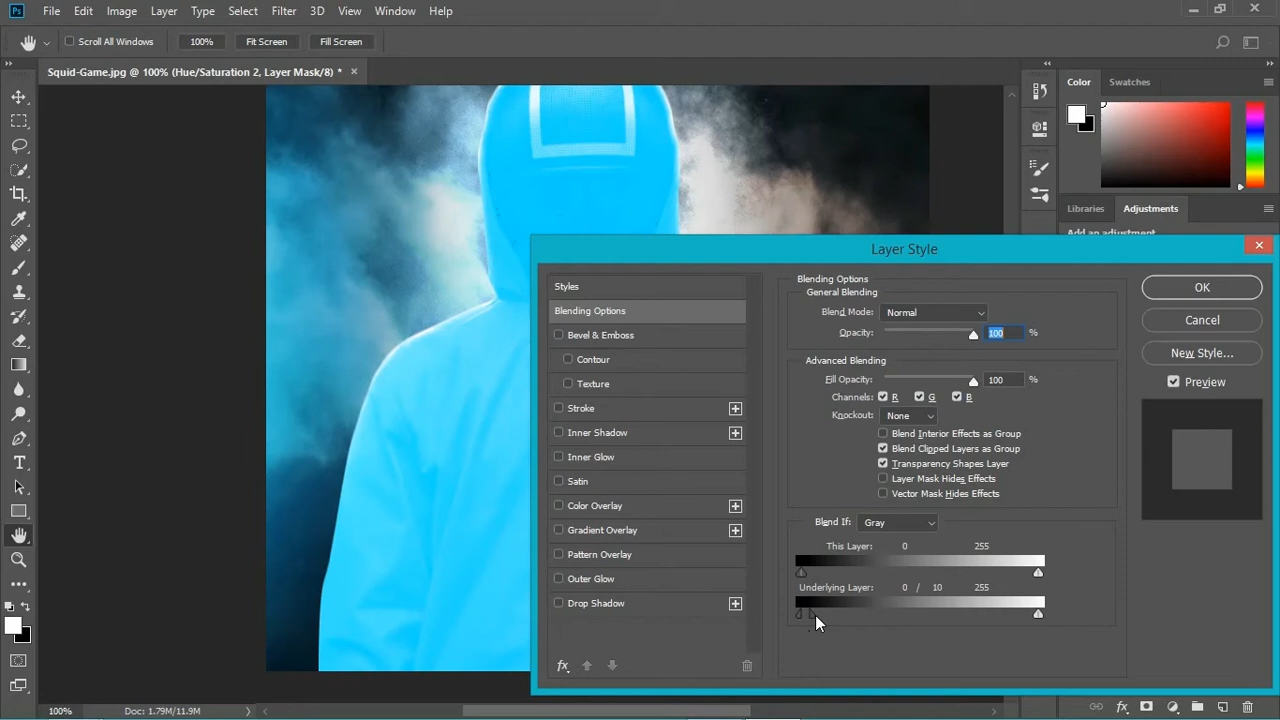 Ps File Edit Image Layer Type Select Filter 3D View Window Help
Scroll All Windows 100% Fit Screen Fill Screen
Squid-Game.jpg @ 100% (Hue/Saturation 2, Layer Mask/8) *
Color Swatches
Libraries Adjustments
Add an adjustment
Layer Style
Styles
Blending Options
Bevel & Emboss
Contour
Texture
Stroke
Inner Shadow
Inner Glow
Satin
Color Overlay
Gradient Overlay
Pattern Overlay
Outer Glow
Drop Shadow
fx
Blending Options
General Blending
Blend Mode: Normal
Opacity: 100 %
Advanced Blending
Fill Opacity: 100 %
Channels: R G B
Knockout: None
Blend Interior Effects as Group
Blend Clipped Layers as Group
Transparency Shapes Layer
Layer Mask Hides Effects
Vector Mask Hides Effects
Blend If: Gray
This Layer: 0 255
Underlying Layer: 0 / 10 255
OK
Cancel
New Style...
Preview
100% Doc: 1.79M/11.9M
fx